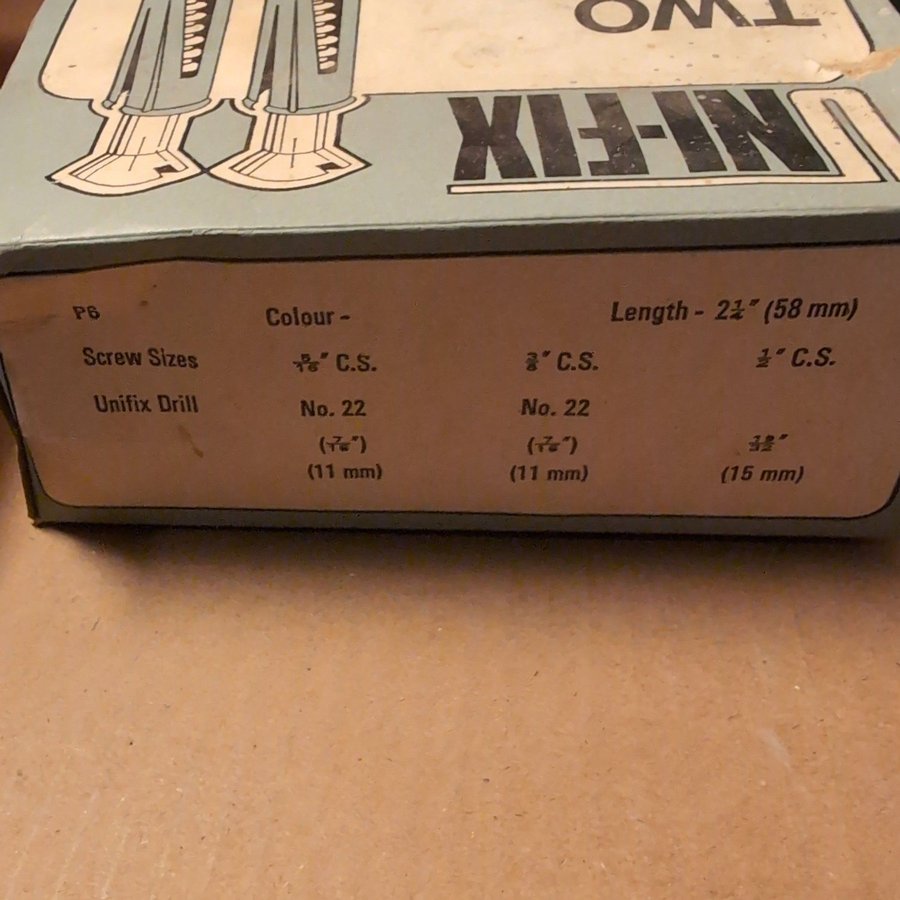 TWO
UNI-FIX
P6 Colour - Length - 2¼" (58 mm)
Screw Sizes 5/16" C.S. 3/8" C.S. ½" C.S.
Unifix Drill No. 22 No. 22
(7/16") (7/16") 19/32"
(11 mm) (11 mm) (15 mm)